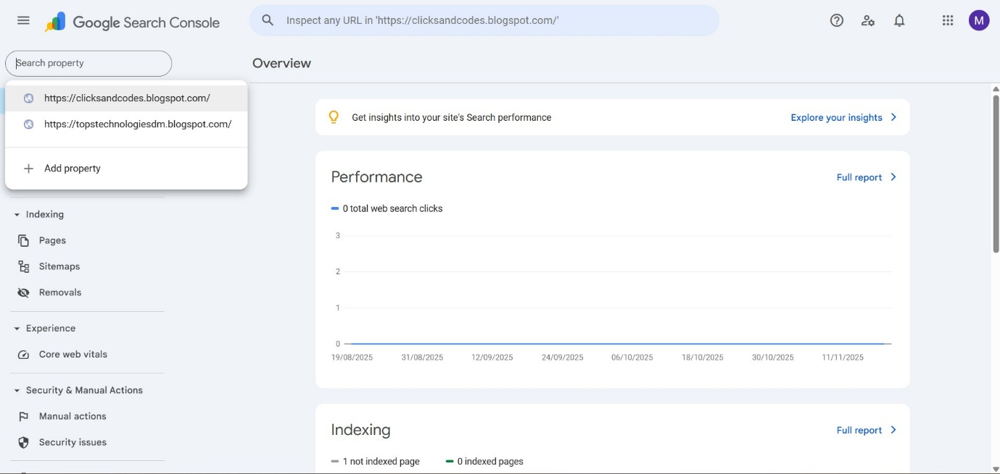 Google Search Console
Inspect any URL in 'https://clicksandcodes.blogspot.com/'
M
Search property
Overview
https://clicksandcodes.blogspot.com/
https://topstechnologiesdm.blogspot.com/
Add property
Indexing
Pages
Sitemaps
Removals
Experience
Core web vitals
Security & Manual Actions
Manual actions
Security issues
Get insights into your site's Search performance
Explore your insights
Performance
Full report
0 total web search clicks
3
2
1
0
19/08/2025 31/08/2025 12/09/2025 24/09/2025 06/10/2025 18/10/2025 30/10/2025 11/11/2025
Indexing
Full report
1 not indexed page 0 indexed pages